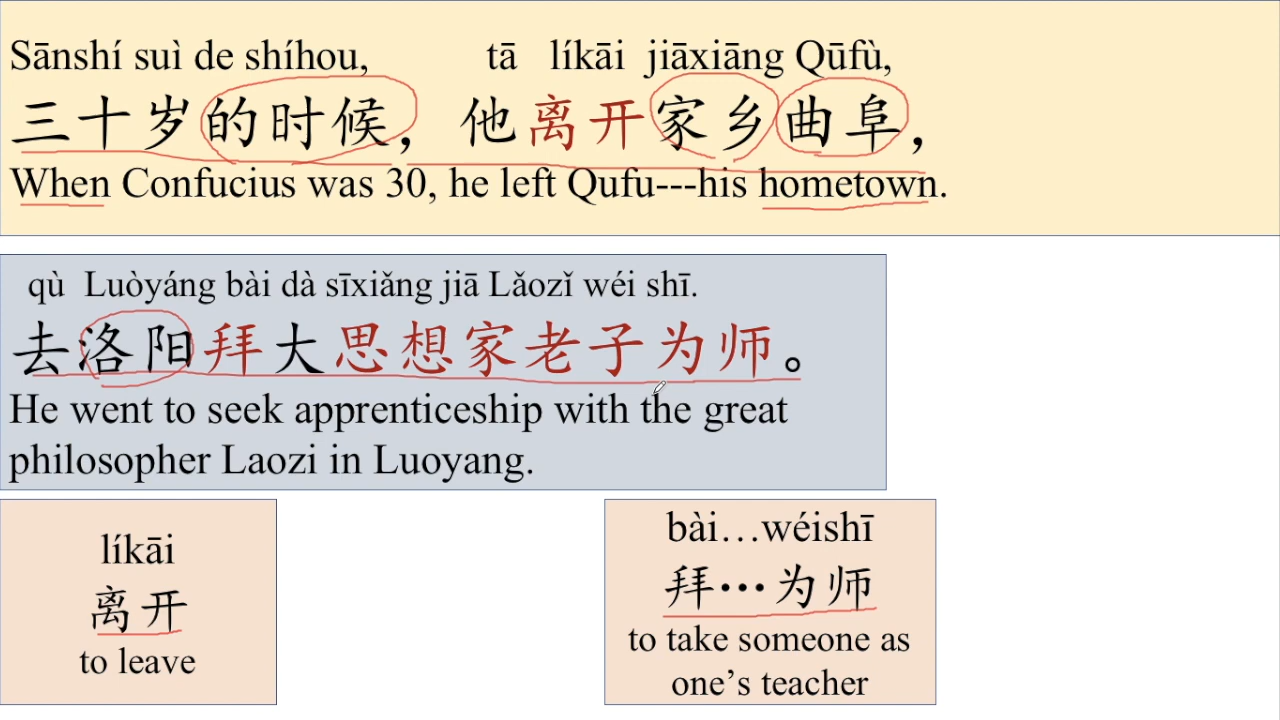 Sānshí suì de shíhou, tā líkāi jiāxiāng Qūfù,
三十岁的时候，他离开家乡曲阜，
When Confucius was 30, he left Qufu---his hometown.
qù Luòyáng bài dà sīxiǎng jiā Lǎozǐ wéi shī.
去洛阳拜大思想家老子为师。
He went to seek apprenticeship with the great
philosopher Laozi in Luoyang.
líkāi
离开
to leave
bài…wéishī
拜…为师
to take someone as
one’s teacher